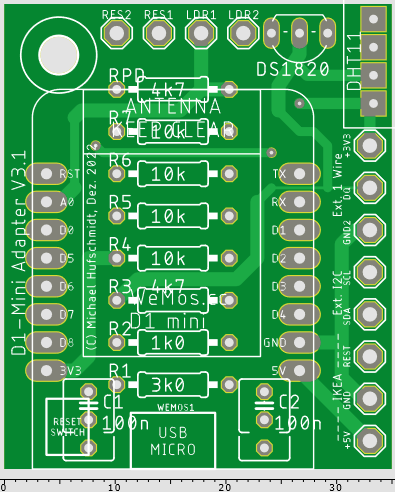 RES2 RES1 LDR1 LDR2
DS1820
DHT11
RPD 4k7
ANTENNA
KEEP CLEAR
R7 10k
R6 10k
R5 10k
R4 10k
R3 4k7
WeMos.cc
D1 mini
R2 1k0
R1 3k0
RST
A0
D0
D5
D6
D7
D8
3V3
TX
RX
D1
D2
D3
D4
GND
5V
D1-Mini Adapter V3.1
(C) Michael Hufschmidt, Dez. 2022
Ext. 1 Wire
+3V3
DQ
GND2
Ext. I2C
SCL
SDA
IKEA
REST
GND
+5V
C1
100n
RESET
SWITCH
WEMOS1
USB
MICRO
C2
100n
0 10 20 30